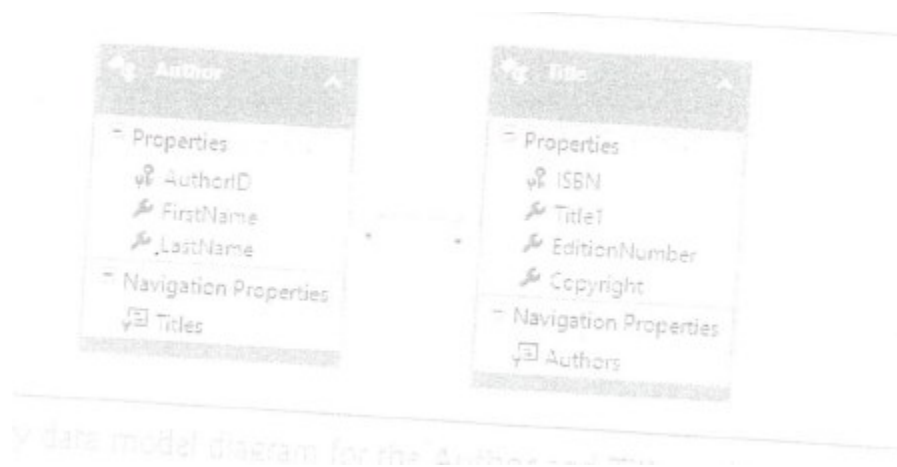 Author
Properties
AuthorID
FirstName
LastName
Navigation Properties
Titles
Title
Properties
ISBN
Title1
EditionNumber
Copyright
Navigation Properties
Authors
data model diagram for the Author and